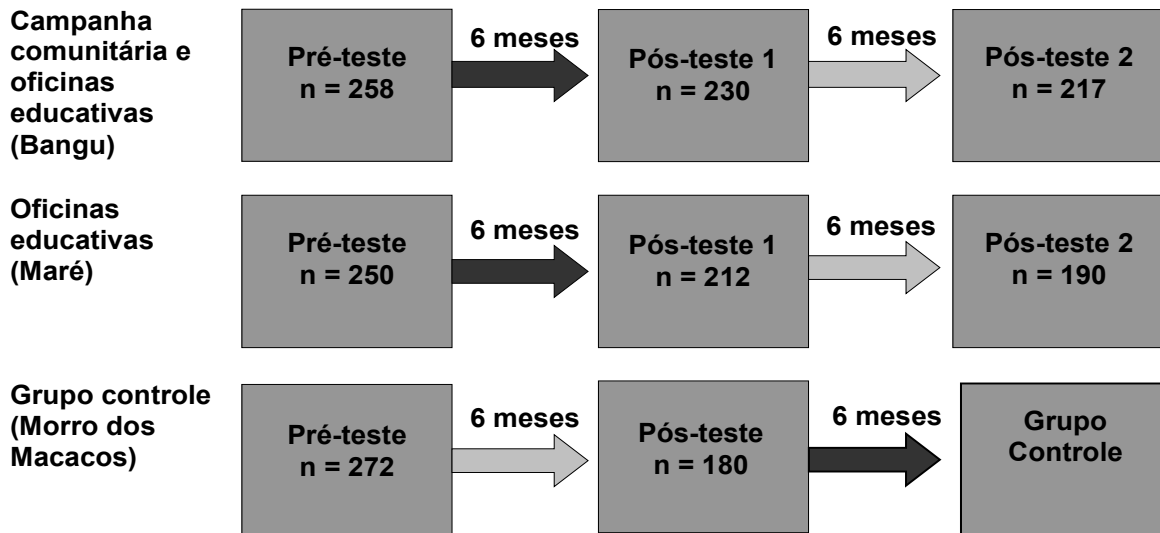 Campanha
comunitária e
oficinas
educativas
(Bangu)
Pré-teste
n = 258
6 meses
Pós-teste 1
n = 230
6 meses
Pós-teste 2
n = 217
Oficinas
educativas
(Maré)
Pré-teste
n = 250
6 meses
Pós-teste 1
n = 212
6 meses
Pós-teste 2
n = 190
Grupo controle
(Morro dos
Macacos)
Pré-teste
n = 272
6 meses
Pós-teste
n = 180
6 meses
Grupo
Controle